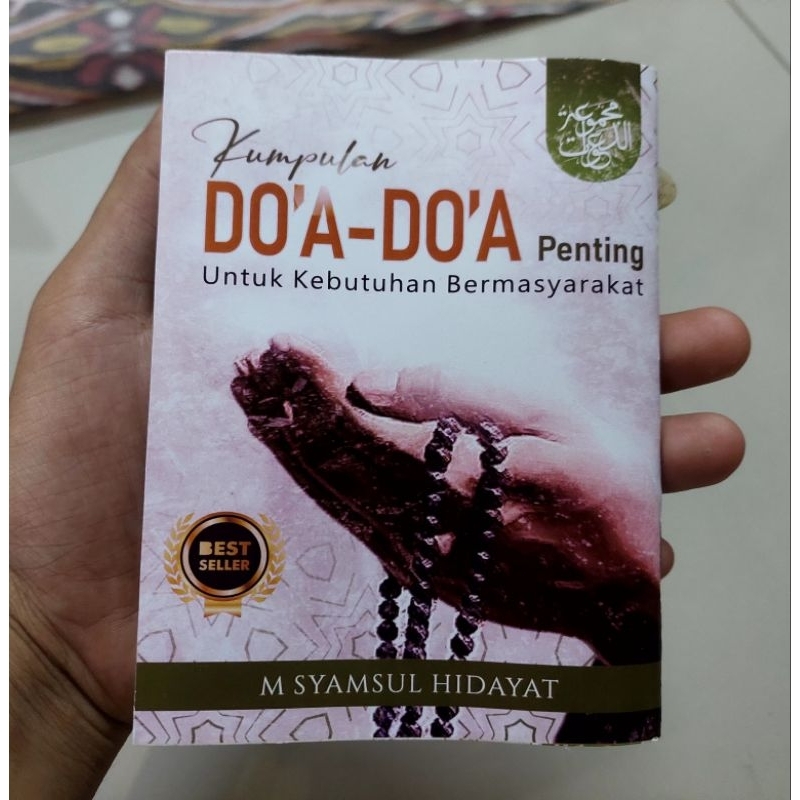 مجموعة
الدعوات
Kumpulan
DO'A-DO'A Penting
Untuk Kebutuhan Bermasyarakat
BEST
SELLER
M SYAMSUL HIDAYAT